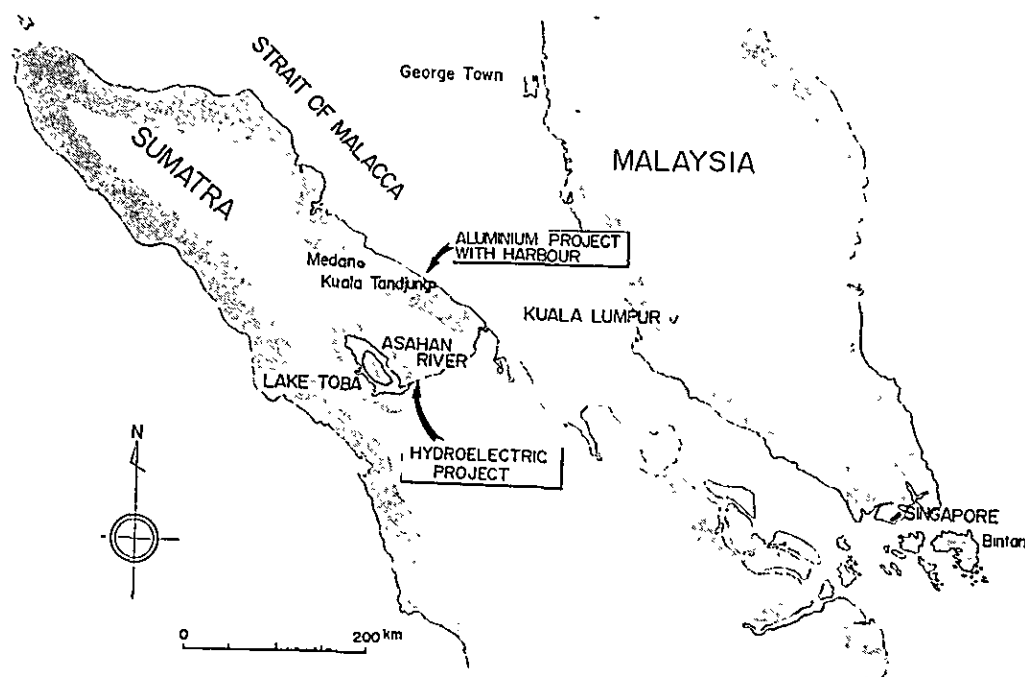 STRAIT OF MALACCA
George Town
SUMATRA
MALAYSIA
ALUMINIUM PROJECT
WITH HARBOUR
Medan
Kuala Tandjung
KUALA LUMPUR
ASAHAN
RIVER
LAKE TOBA
N
HYDROELECTRIC
PROJECT
SINGAPORE
Bintan
0
200 km